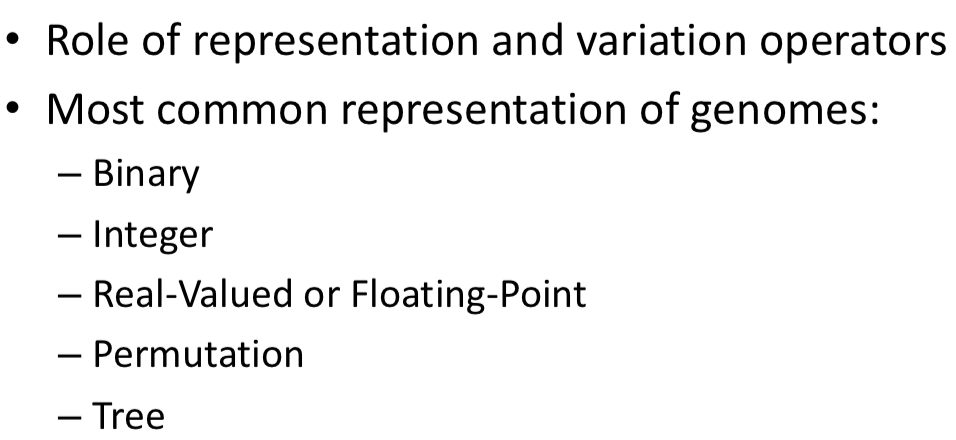 • Role of representation and variation operators
• Most common representation of genomes:
– Binary
– Integer
– Real-Valued or Floating-Point
– Permutation
– Tree